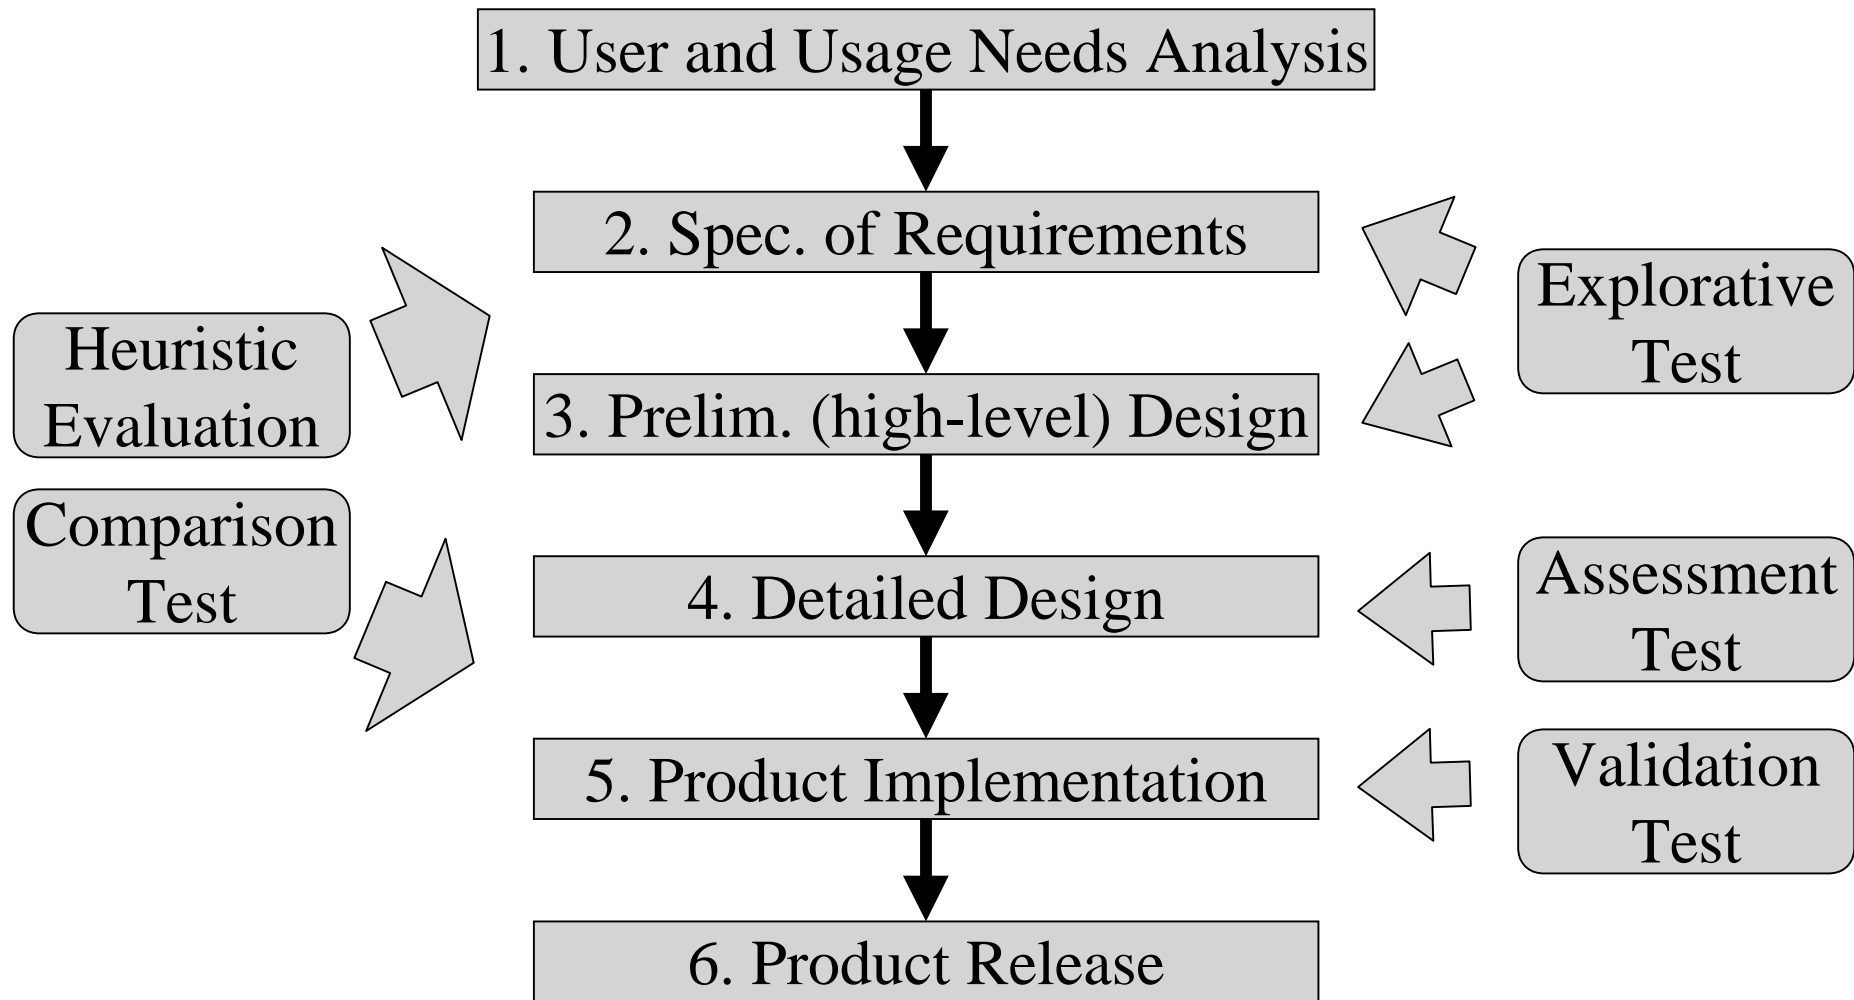 1. User and Usage Needs Analysis
2. Spec. of Requirements
Explorative
Test
Heuristic
Evaluation
3. Prelim. (high-level) Design
Comparison
Test
4. Detailed Design
Assessment
Test
5. Product Implementation
Validation
Test
6. Product Release